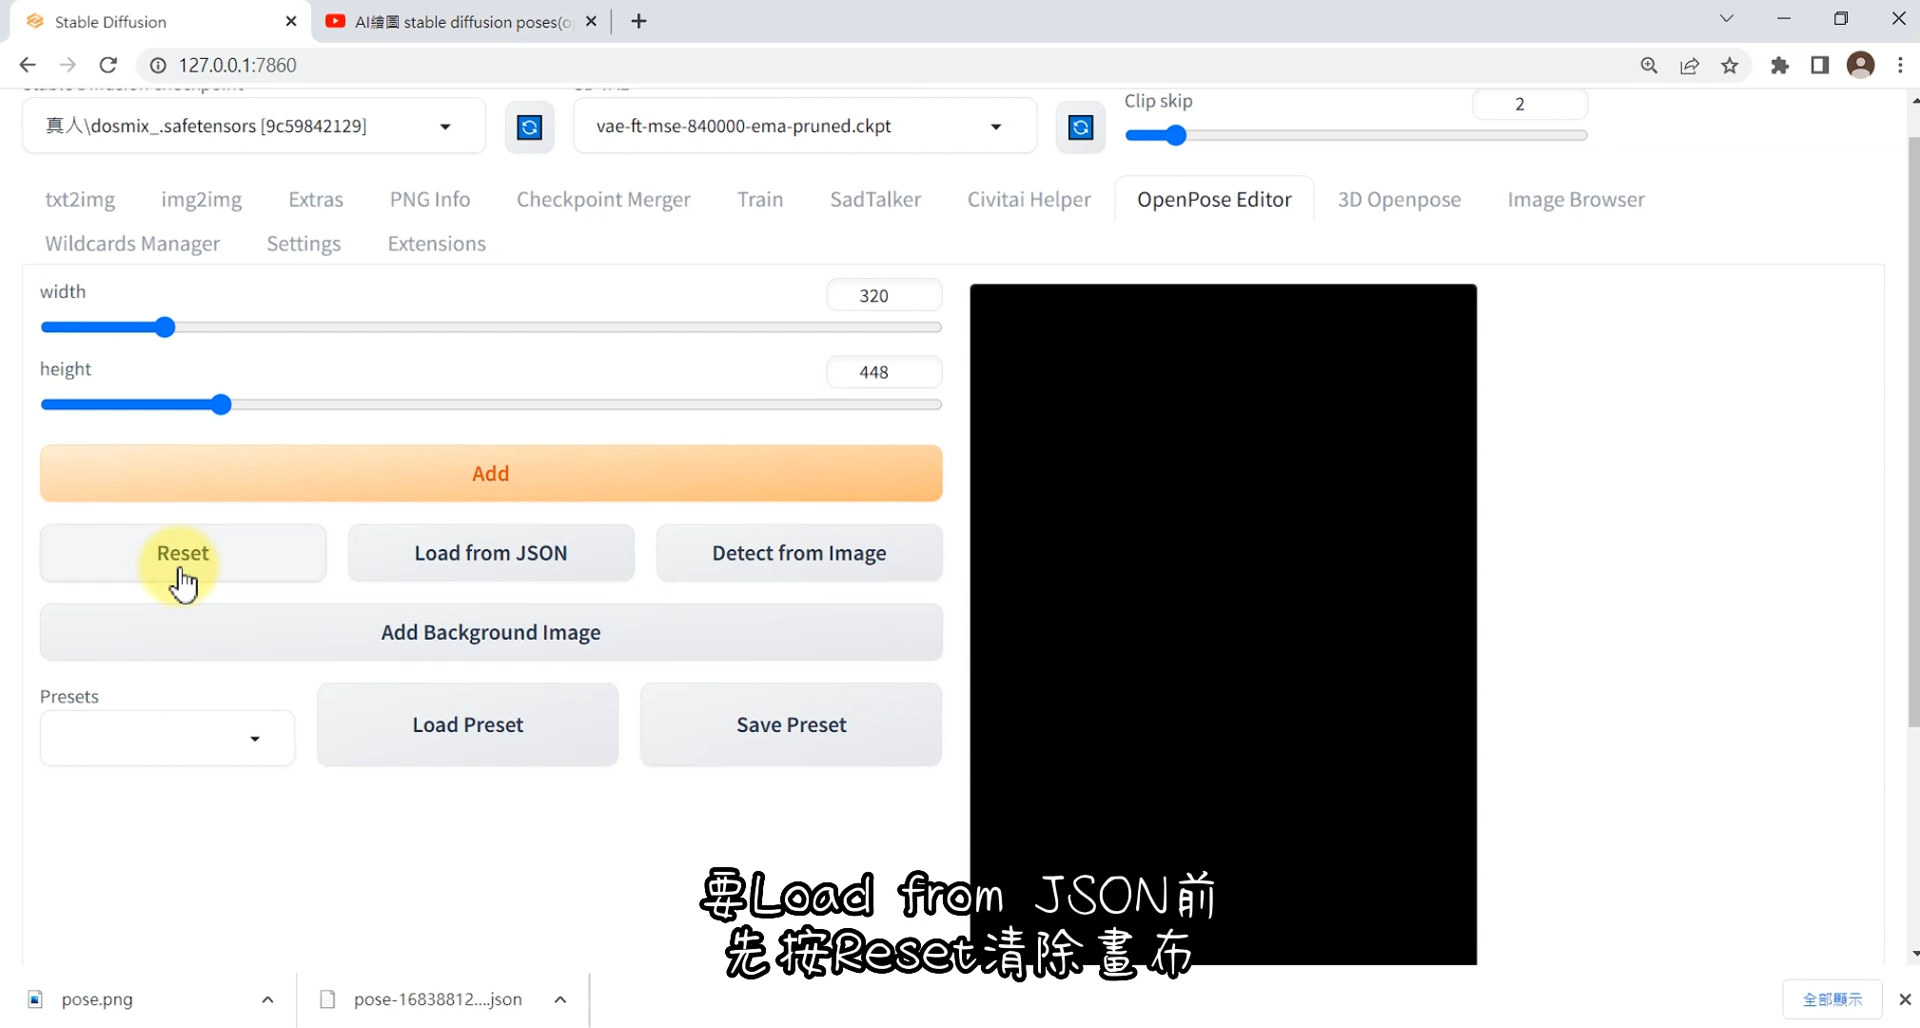 Stable Diffusion
AI繪圖 stable diffusion poses(o
127.0.0.1:7860
Clip skip
2
真人\dosmix_.safetensors [9c59842129]
vae-ft-mse-840000-ema-pruned.ckpt
txt2img
img2img
Extras
PNG Info
Checkpoint Merger
Train
SadTalker
Civitai Helper
OpenPose Editor
3D Openpose
Image Browser
Wildcards Manager
Settings
Extensions
width
320
height
448
Add
Reset
Load from JSON
Detect from Image
Add Background Image
Presets
Load Preset
Save Preset
要Load from JSON前
先按Reset清除畫布
pose.png
pose-16838812....json
全部顯示